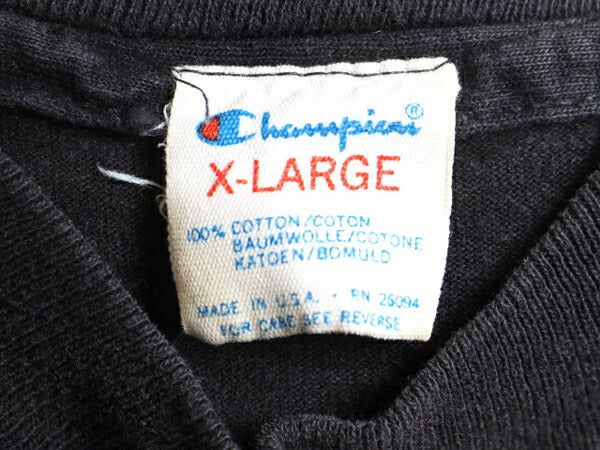 Champion®
X-LARGE
100% COTTON/COTON
BAUMWOLLE/COTONE
KATOEN/BOMULD
MADE IN U.S.A. - RN 26094
FOR CARE SEE REVERSE